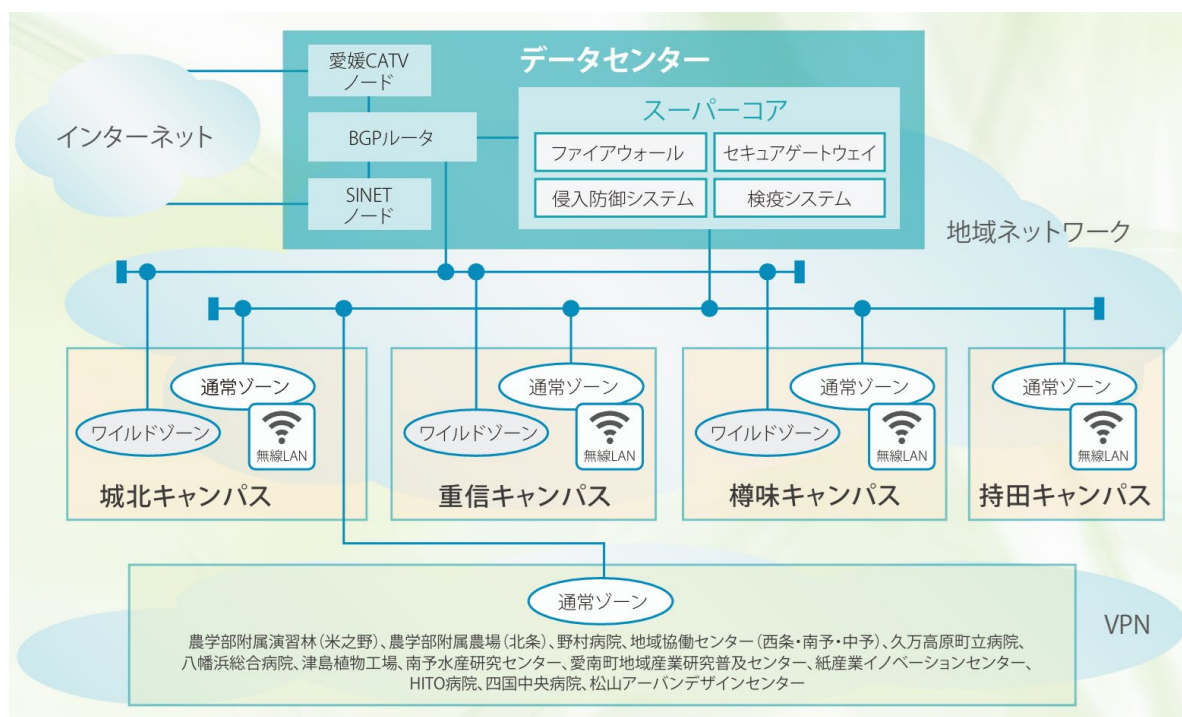 データセンター
愛媛CATV
ノード
インターネット
BGPルータ
SINET
ノード
スーパーコア
ファイアウォール
セキュアゲートウェイ
侵入防御システム
検疫システム
地域ネットワーク
通常ゾーン
ワイルドゾーン
無線LAN
城北キャンパス
通常ゾーン
ワイルドゾーン
無線LAN
重信キャンパス
通常ゾーン
ワイルドゾーン
無線LAN
樽味キャンパス
通常ゾーン
無線LAN
持田キャンパス
通常ゾーン
VPN
農学部附属演習林(米之野)、農学部附属農場(北条)、野村病院、地域協働センター(西条・南予・中予)、久万高原町立病院、
八幡浜総合病院、津島植物工場、南予水産研究センター、愛南町地域産業研究普及センター、紙産業イノベーションセンター、
HITO病院、四国中央病院、松山アーバンデザインセンター